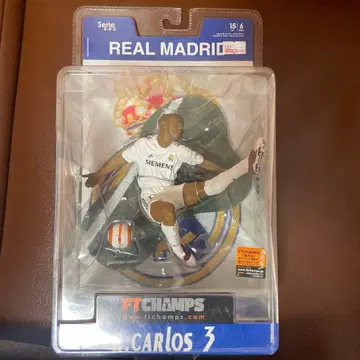 Serie
REAL MADRID
15 6
SIEMENS
FTCHAMPS
www.ftchamps.com
R. CARLOS 3